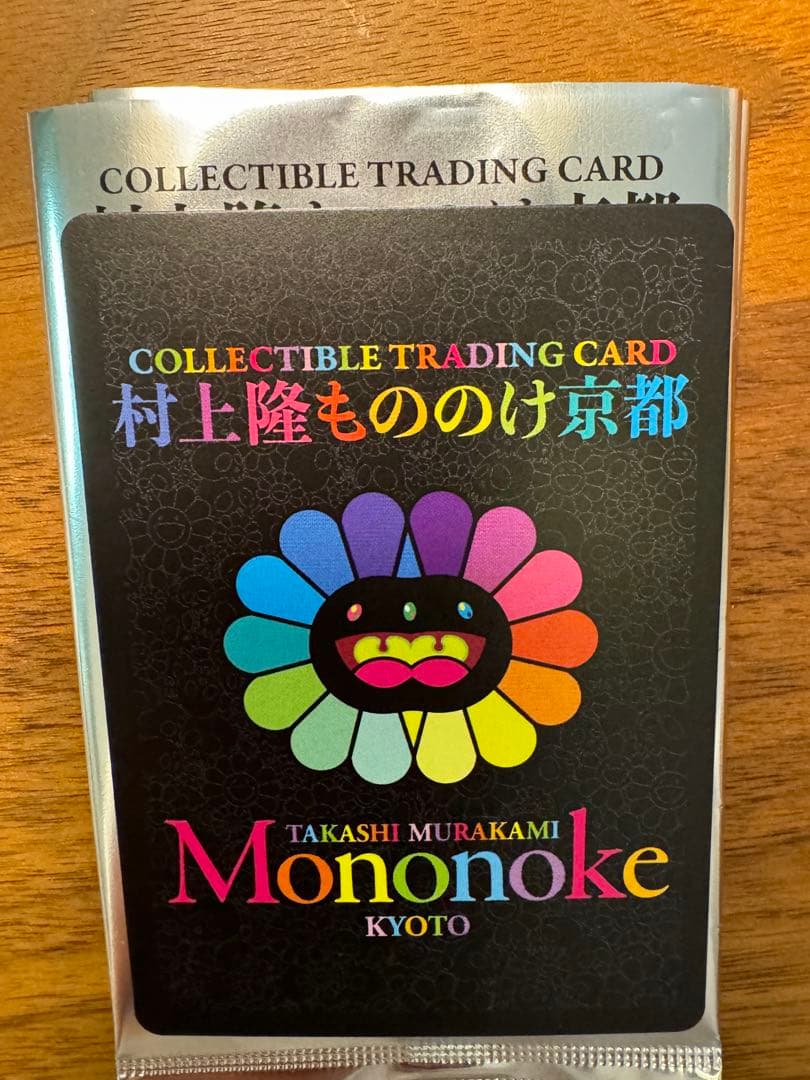 COLLECTIBLE TRADING CARD
COLLECTIBLE TRADING CARD
村上隆もののけ京都
TAKASHI MURAKAMI
Mononoke
KYOTO